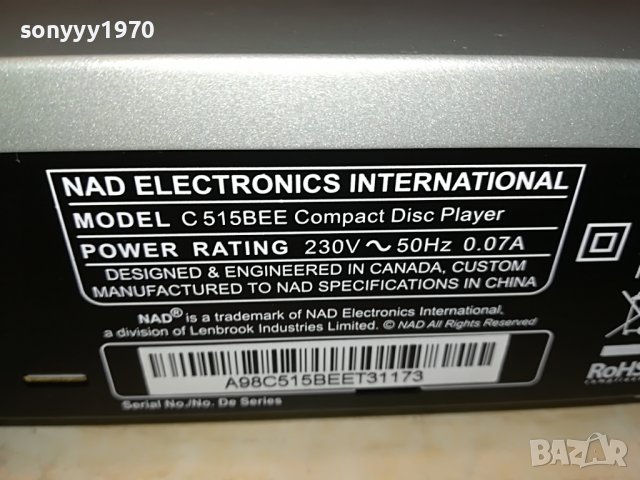 sonyyy1970
NAD ELECTRONICS INTERNATIONAL
MODEL C 515BEE Compact Disc Player
POWER RATING 230V ~ 50Hz 0.07A
DESIGNED & ENGINEERED IN CANADA, CUSTOM
MANUFACTURED TO NAD SPECIFICATIONS IN CHINA
NAD® is a trademark of NAD Electronics International,
a division of Lenbrook Industries Limited. © NAD All Rights Reserved
A98C515BEET31173
Serial No./No. De Series
RoHS
BAZAR
bg